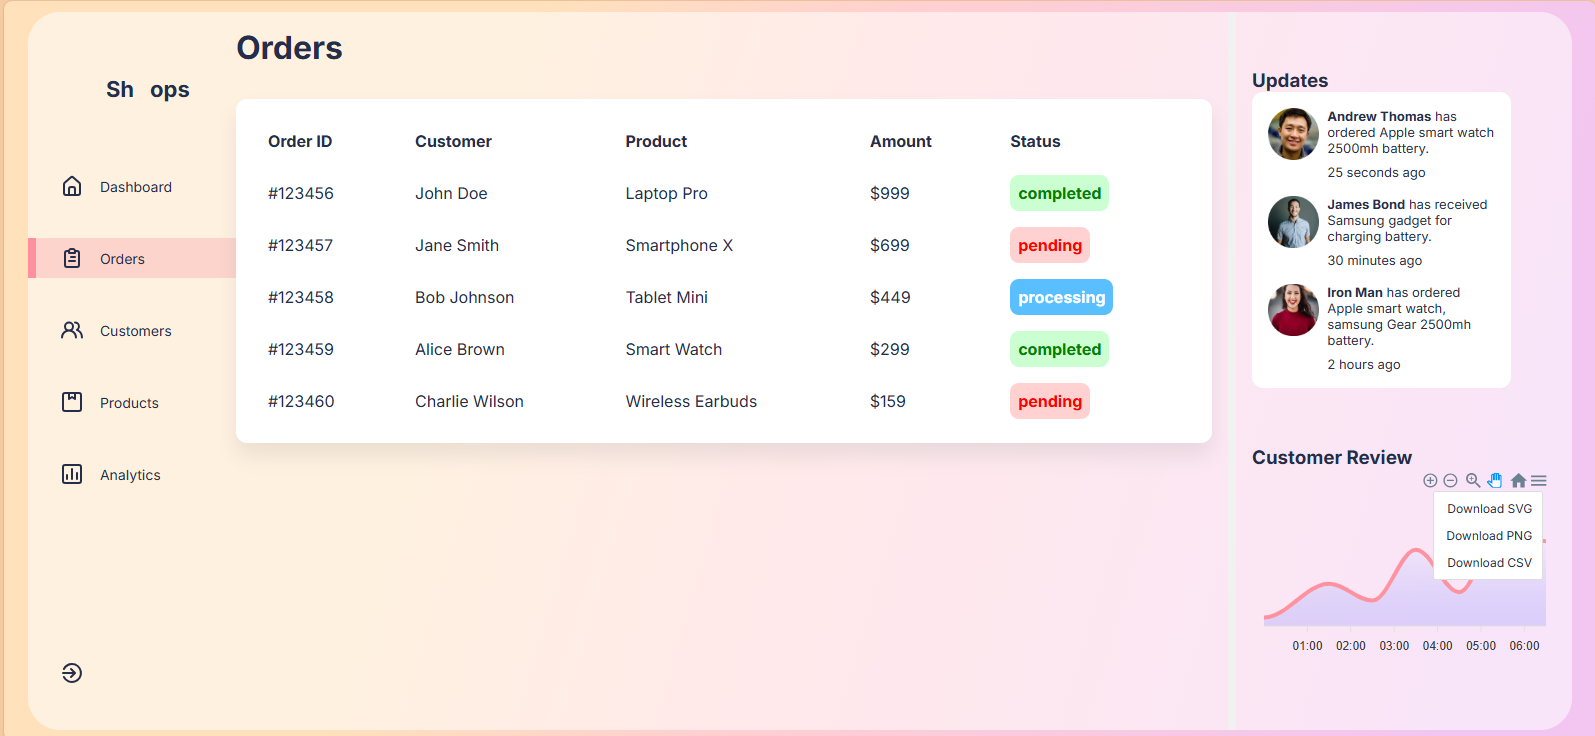 Orders
Sh ops
Dashboard
Orders
Customers
Products
Analytics
Order ID Customer Product Amount Status
#123456 John Doe Laptop Pro $999 completed
#123457 Jane Smith Smartphone X $699 pending
#123458 Bob Johnson Tablet Mini $449 processing
#123459 Alice Brown Smart Watch $299 completed
#123460 Charlie Wilson Wireless Earbuds $159 pending
Updates
Andrew Thomas has
ordered Apple smart watch
2500mh battery.
25 seconds ago
James Bond has received
Samsung gadget for
charging battery.
30 minutes ago
Iron Man has ordered
Apple smart watch,
samsung Gear 2500mh
battery.
2 hours ago
Customer Review
Download SVG
Download PNG
Download CSV
01:00 02:00 03:00 04:00 05:00 06:00